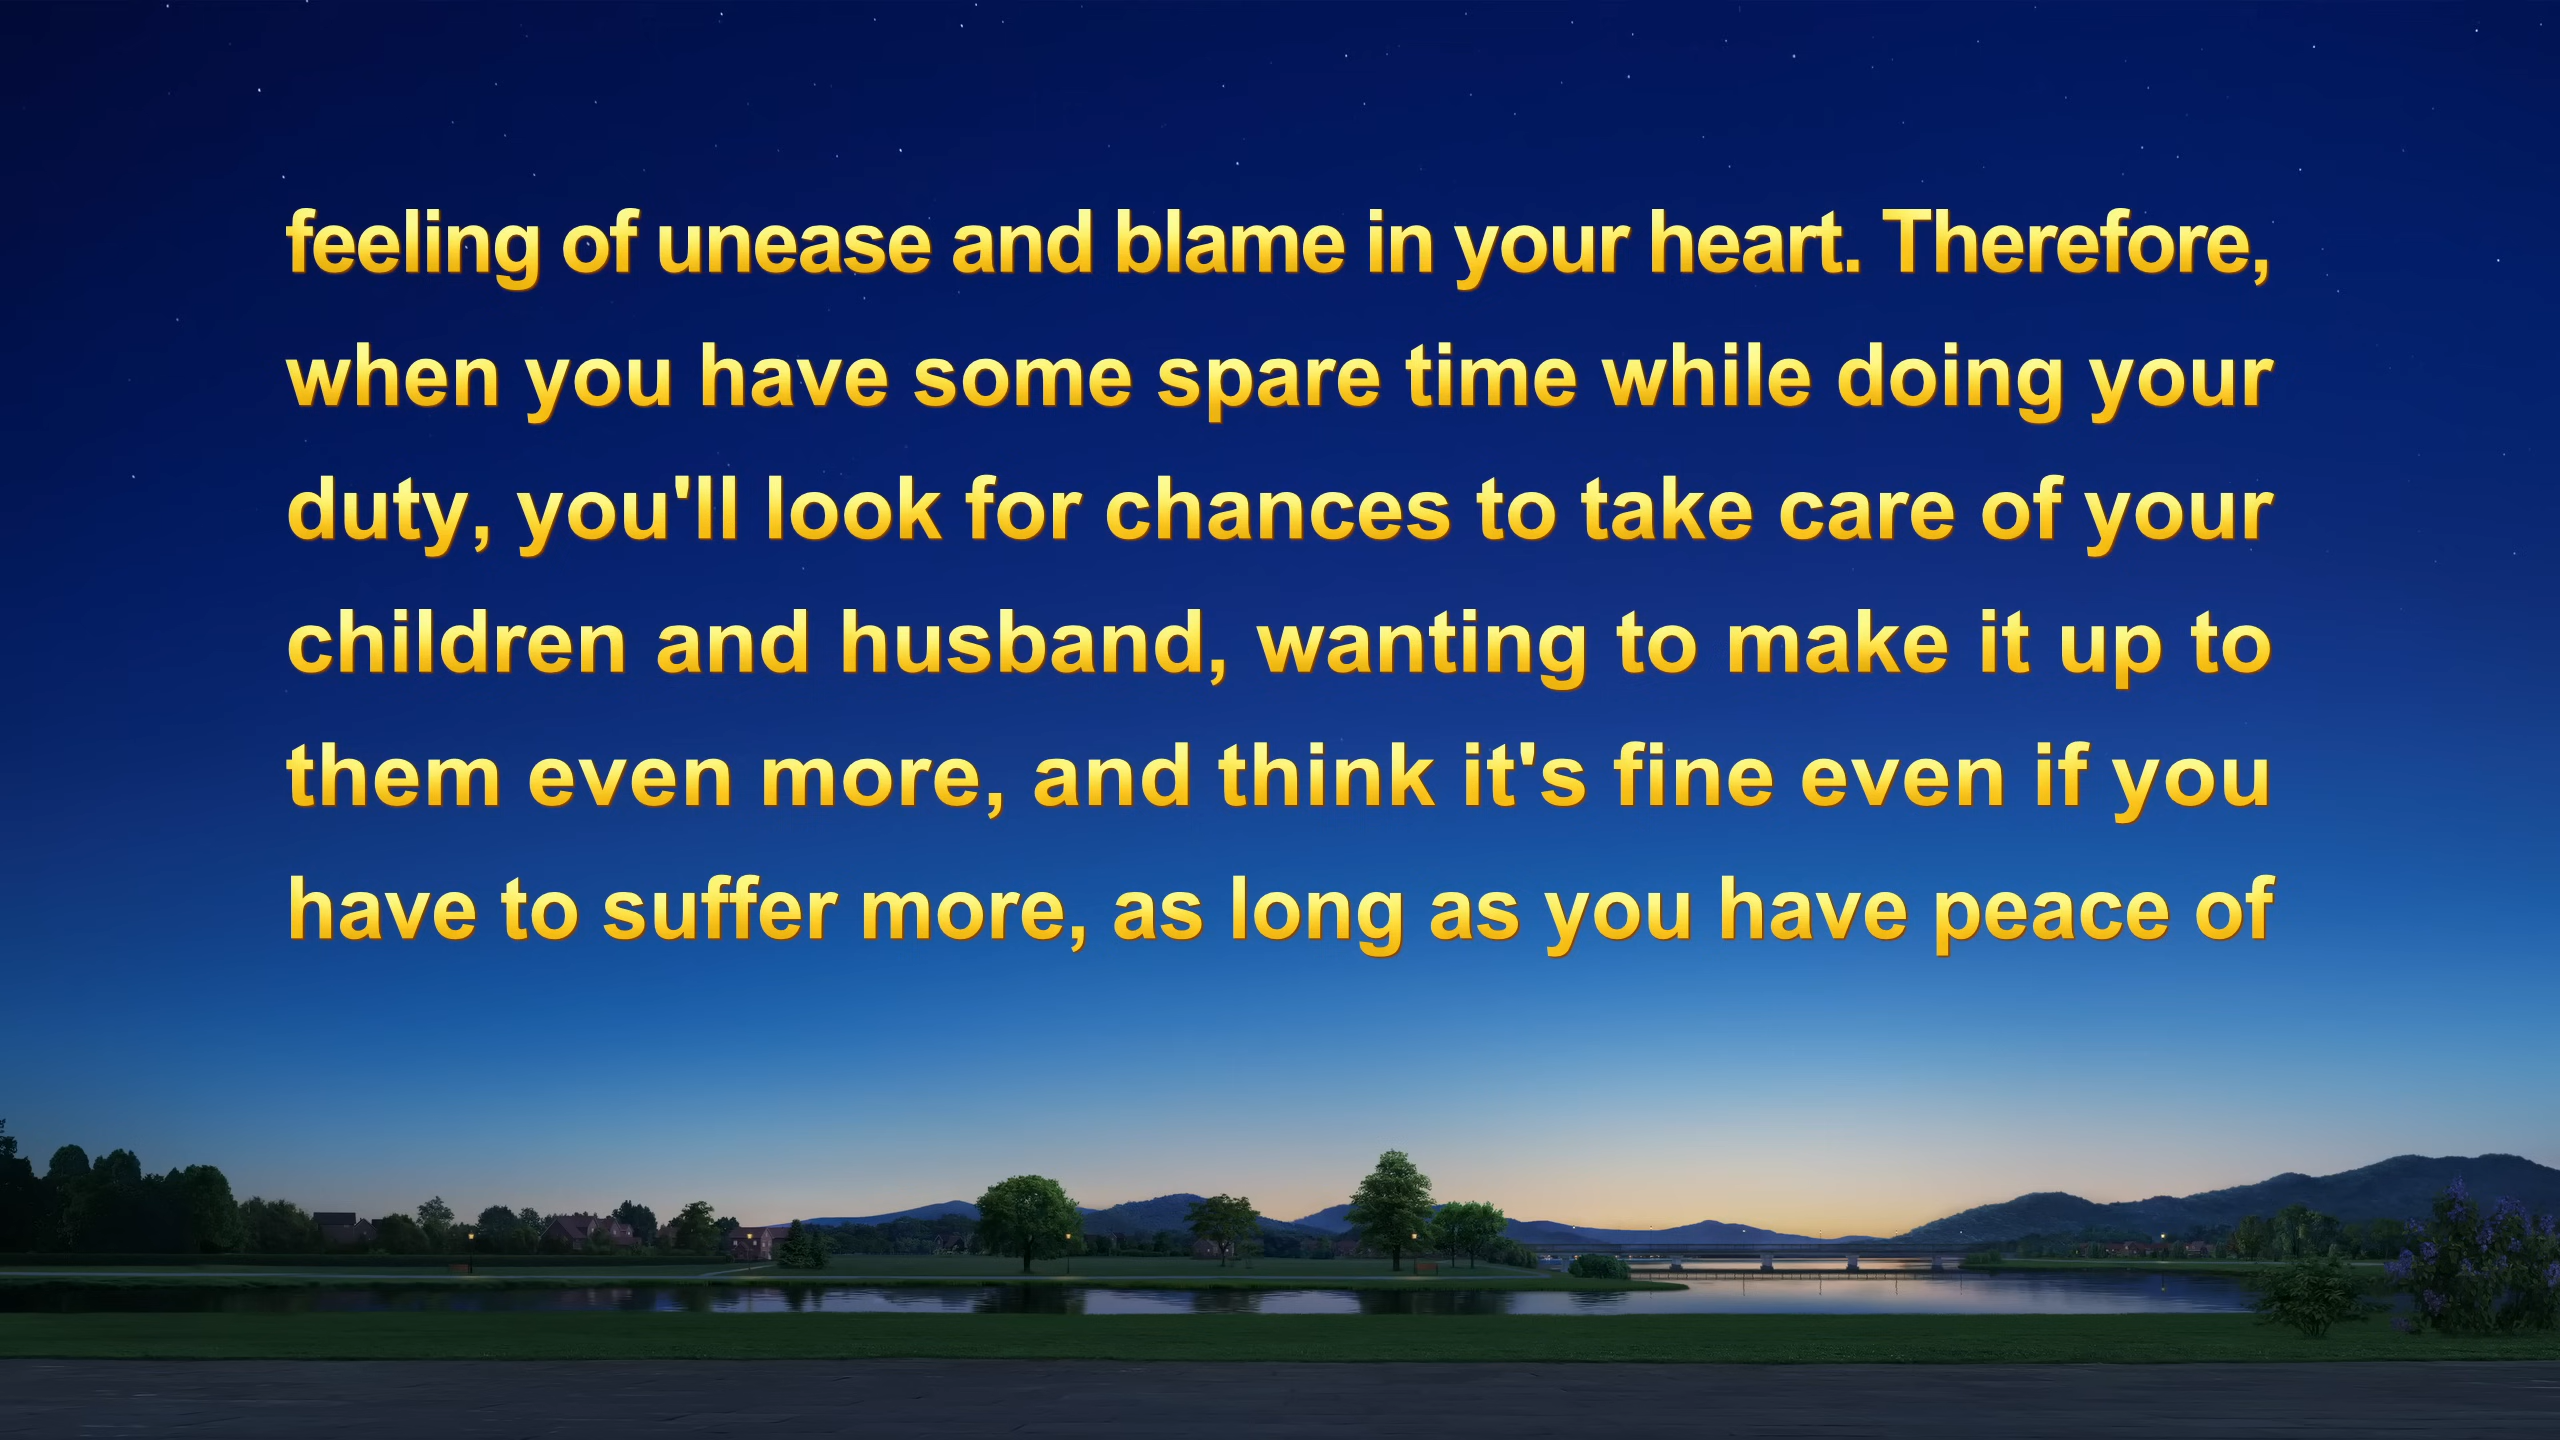 feeling of unease and blame in your heart. Therefore,
when you have some spare time while doing your
duty, you'll look for chances to take care of your
children and husband, wanting to make it up to
them even more, and think it's fine even if you
have to suffer more, as long as you have peace of